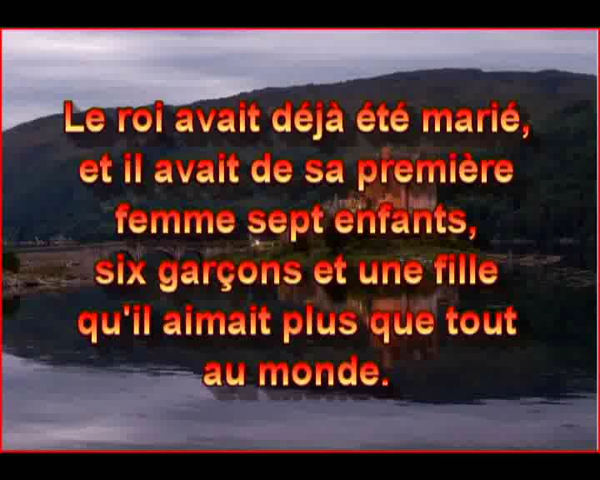 Le roi avait déjà été marié,
et il avait de sa première
femme sept enfants,
six garçons et une fille
qu'il aimait plus que tout
au monde.